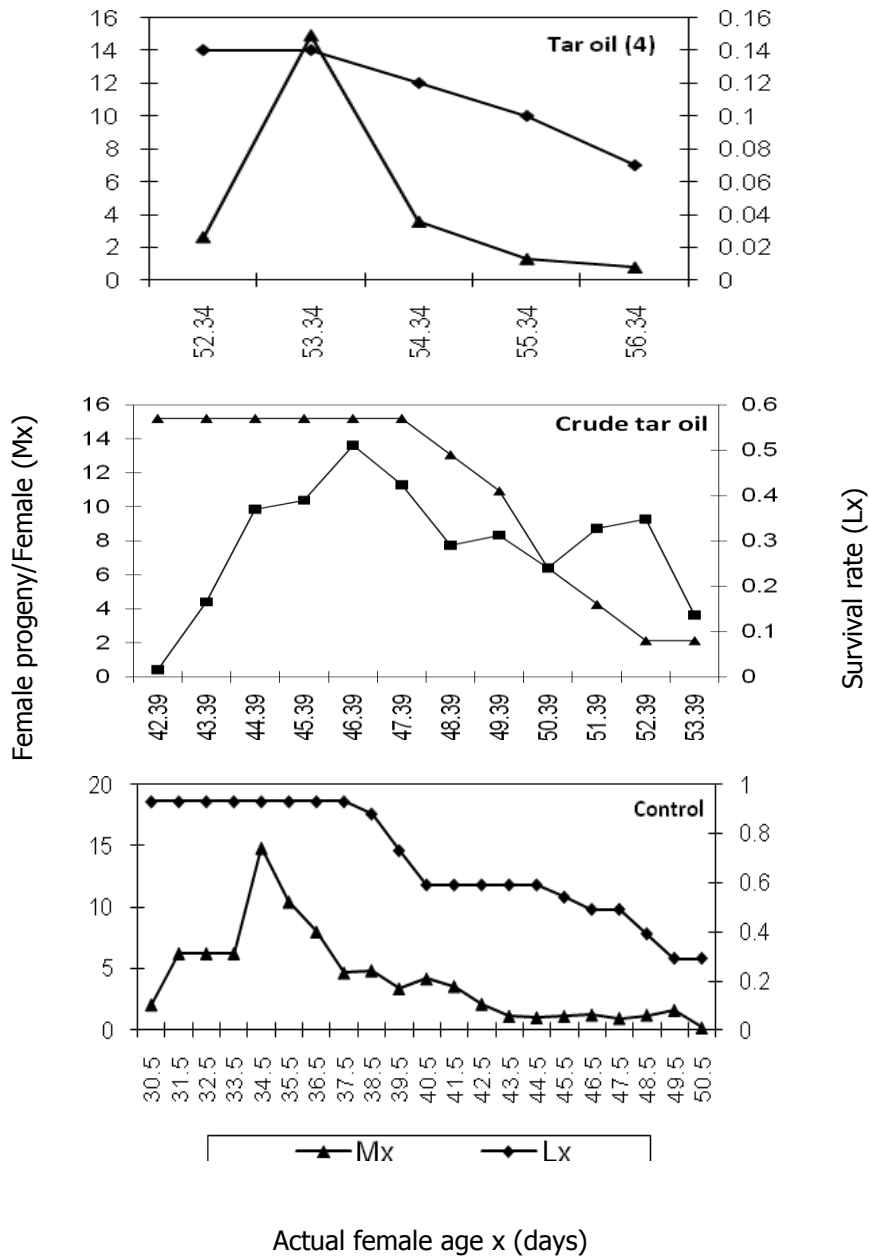 Tar oil (4)
16 14 12 10 8 6 4 2 0
0.16 0.14 0.12 0.1 0.08 0.06 0.04 0.02 0
52.34 53.34 54.34 55.34 56.34
Female progeny/Female (Mx)
Survival rate (Lx)
Crude tar oil
16 14 12 10 8 6 4 2 0
0.6 0.5 0.4 0.3 0.2 0.1 0
42.39 43.39 44.39 45.39 46.39 47.39 48.39 49.39 50.39 51.39 52.39 53.39
Control
20 15 10 5 0
1 0.8 0.6 0.4 0.2 0
30.5 31.5 32.5 33.5 34.5 35.5 36.5 37.5 38.5 39.5 40.5 41.5 42.5 43.5 44.5 45.5 46.5 47.5 48.5 49.5 50.5
Mx Lx
Actual female age x (days)